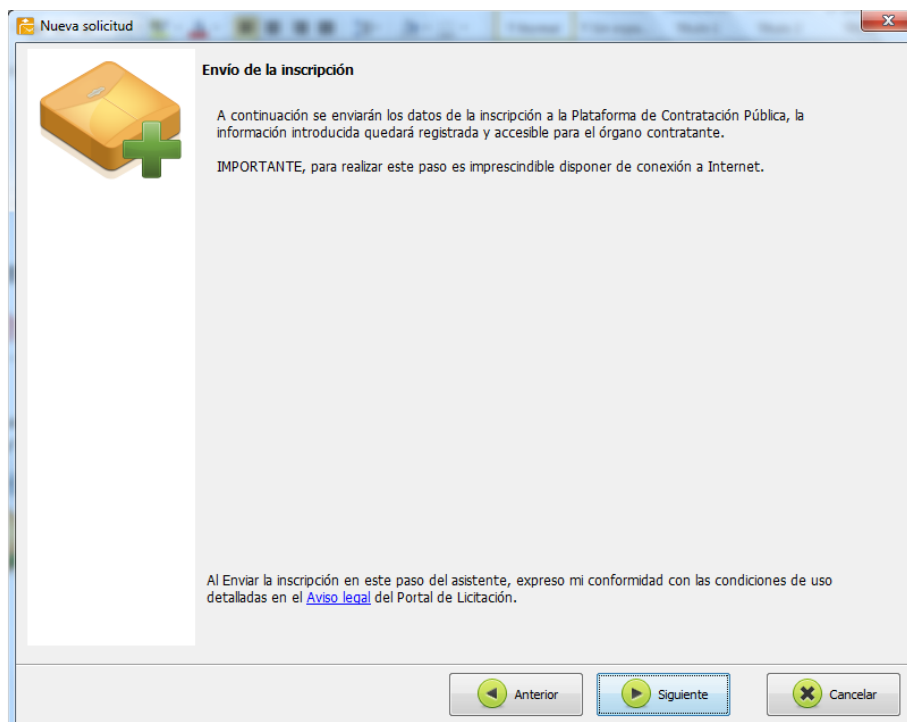 Nueva solicitud
Envío de la inscripción
A continuación se enviarán los datos de la inscripción a la Plataforma de Contratación Pública, la
información introducida quedará registrada y accesible para el órgano contratante.
IMPORTANTE, para realizar este paso es imprescindible disponer de conexión a Internet.
Al Enviar la inscripción en este paso del asistente, expreso mi conformidad con las condiciones de uso
detalladas en el Aviso legal del Portal de Licitación.
Anterior Siguiente Cancelar